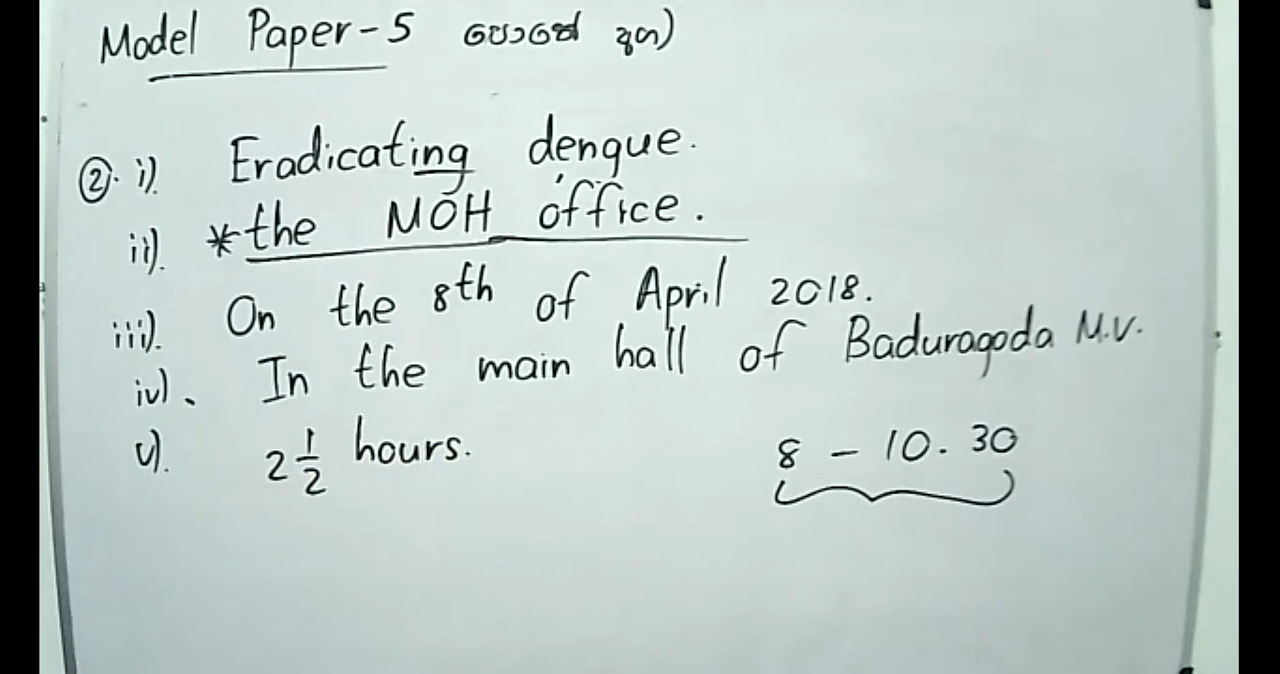 Model Paper-5 පොතේ අග)
②. i). Eradicating dengue.
ii). *the MOH office.
iii). On the 8th of April 2018.
iv). In the main hall of Baduragoda M.V.
v). 2 1/2 hours. 8 - 10.30